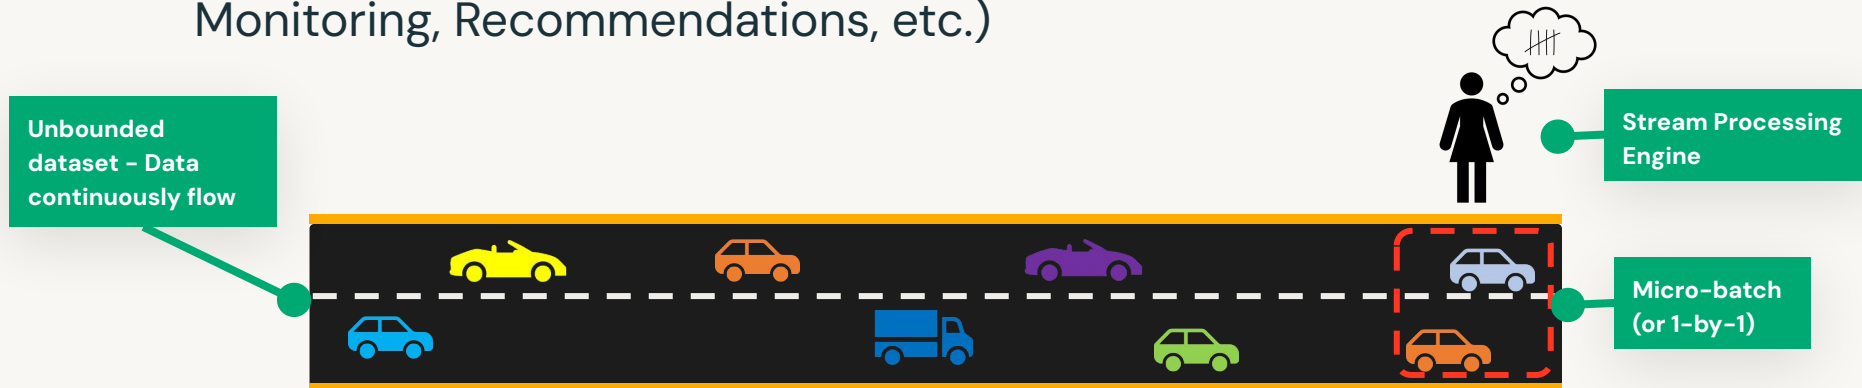 Monitoring, Recommendations, etc.)
Unbounded
dataset - Data
continuously flow
Stream Processing
Engine
Micro-batch
(or 1-by-1)